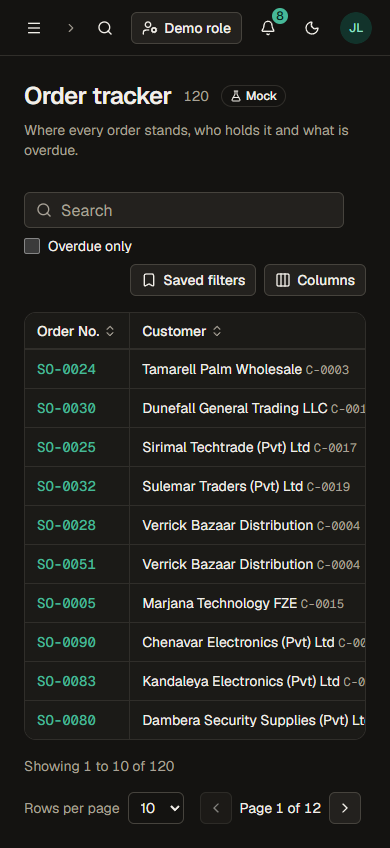 Demo role 8 JL
Order tracker 120 Mock
Where every order stands, who holds it and what is
overdue.
Search
Overdue only
Saved filters Columns
Order No. Customer
SO-0024 Tamarell Palm Wholesale C-0003
SO-0030 Dunefall General Trading LLC C-001
SO-0025 Sirimal Techtrade (Pvt) Ltd C-0017
SO-0032 Sulemar Traders (Pvt) Ltd C-0019
SO-0028 Verrick Bazaar Distribution C-0004
SO-0051 Verrick Bazaar Distribution C-0004
SO-0005 Marjana Technology FZE C-0015
SO-0090 Chenavar Electronics (Pvt) Ltd C-00
SO-0083 Kandaleya Electronics (Pvt) Ltd C-0
SO-0080 Dambera Security Supplies (Pvt) Lt
Showing 1 to 10 of 120
Rows per page 10 Page 1 of 12